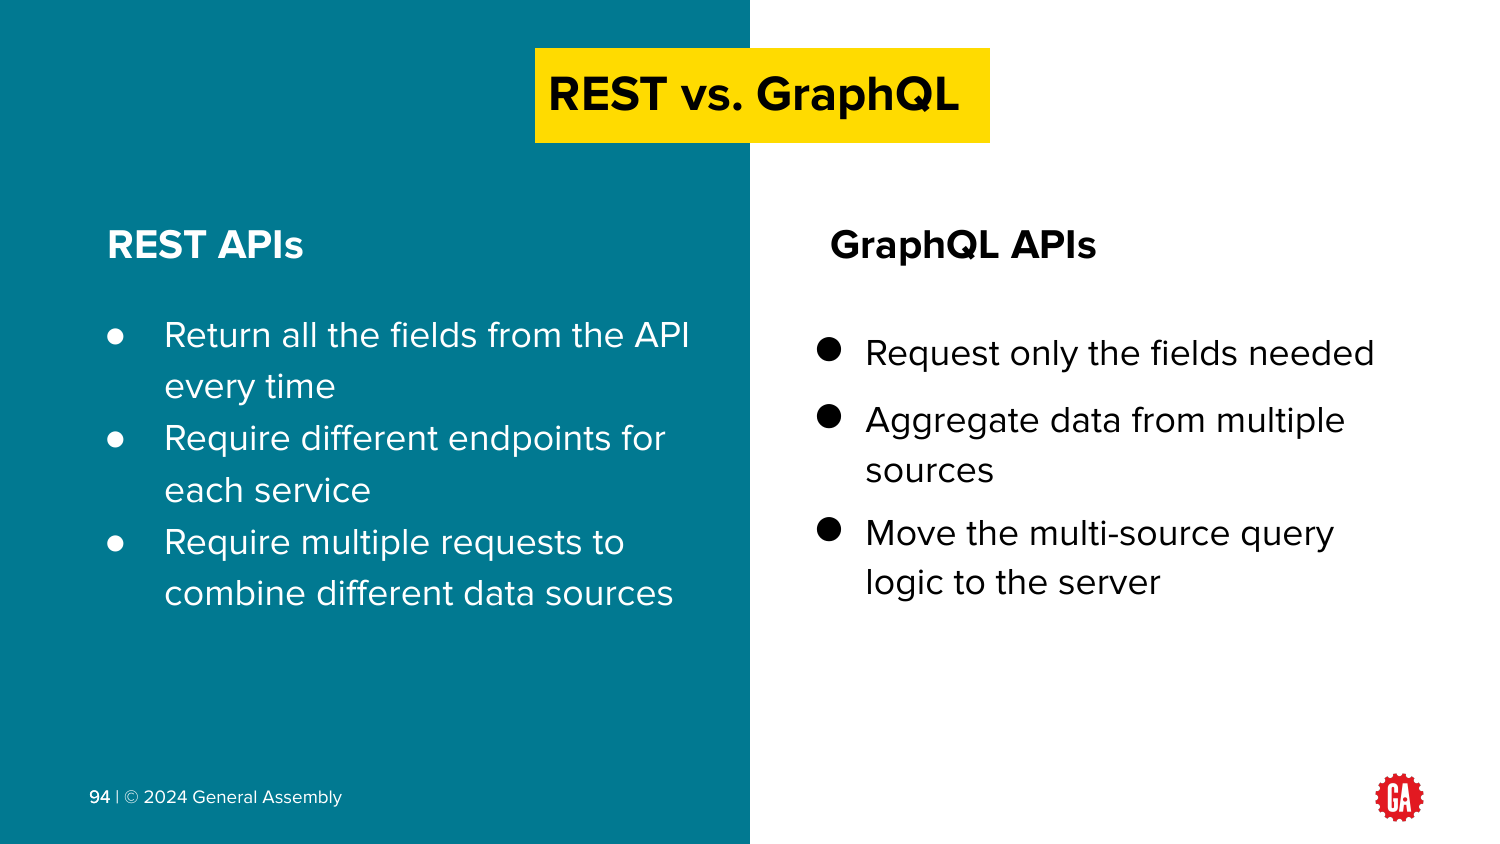 REST vs. GraphQL
REST APIs
● Return all the fields from the API
every time
● Require different endpoints for
each service
● Require multiple requests to
combine different data sources
GraphQL APIs
● Request only the fields needed
● Aggregate data from multiple
sources
● Move the multi-source query
logic to the server
94 | © 2024 General Assembly
GA